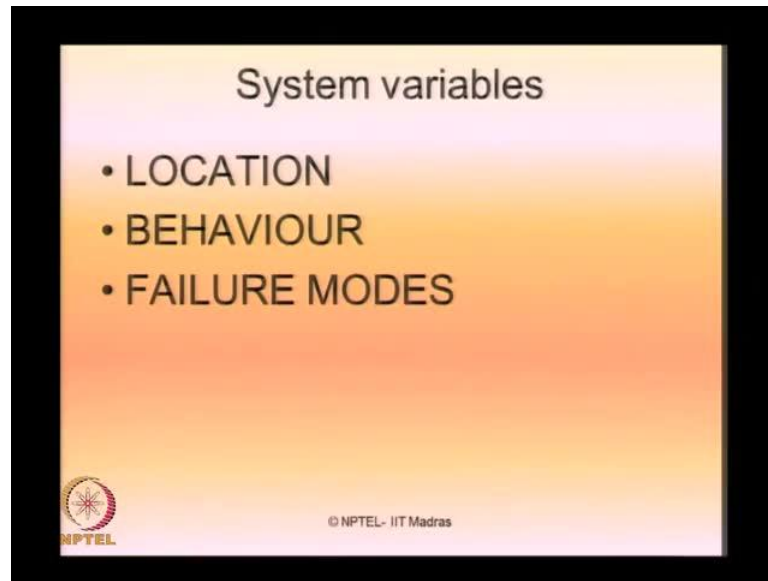 System variables
• LOCATION
• BEHAVIOUR
• FAILURE MODES
NPTEL
© NPTEL- IIT Madras